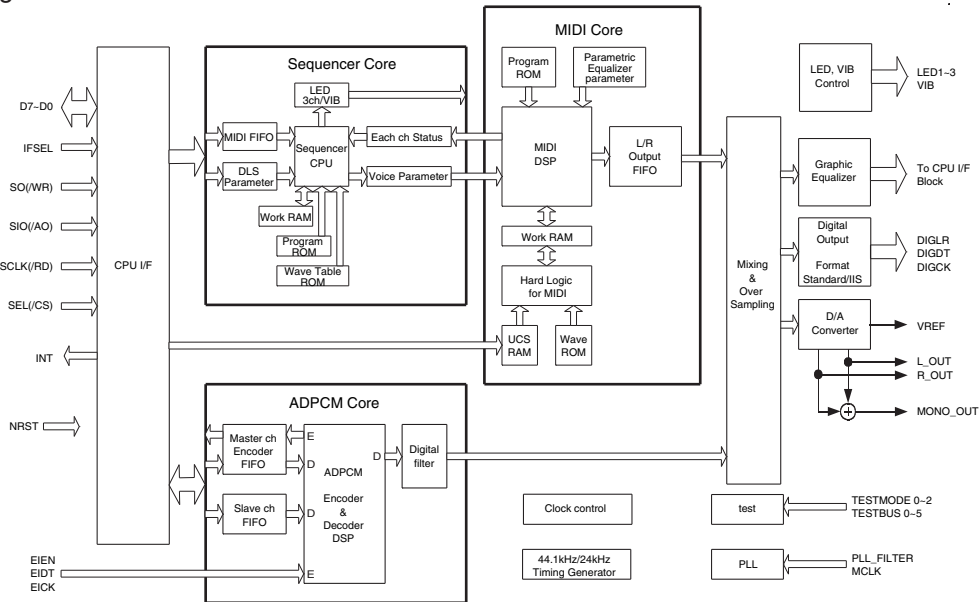 D7~D0
IFSEL
SO(/WR)
SIO(/AO)
SCLK(/RD)
SEL(/CS)
INT
NRST
EIEN
EIDT
EICK
CPU I/F
Sequencer Core
LED
3ch/VIB
MIDI FIFO
DLS
Parameter
Sequencer
CPU
Each ch Status
Voice Parameter
Work RAM
Program
ROM
Wave Table
ROM
MIDI Core
Program
ROM
Parametric
Equalizer
parameter
MIDI
DSP
L/R
Output
FIFO
Work RAM
Hard Logic
for MIDI
UCS
RAM
Wave
ROM
ADPCM Core
Master ch
Encoder
FIFO
Slave ch
FIFO
E
D
D
E
D
ADPCM
Encoder
&
Decoder
DSP
Digital
filter
Mixing
&
Over
Sampling
LED, VIB
Control
LED1~3
VIB
Graphic
Equalizer
To CPU I/F
Block
Digital
Output
Format
Standard/IIS
DIGLR
DIGDT
DIGCK
D/A
Converter
VREF
L_OUT
R_OUT
MONO_OUT
Clock control
44.1kHz/24kHz
Timing Generator
test
TESTMODE 0~2
TESTBUS 0~5
PLL
PLL_FILTER
MCLK